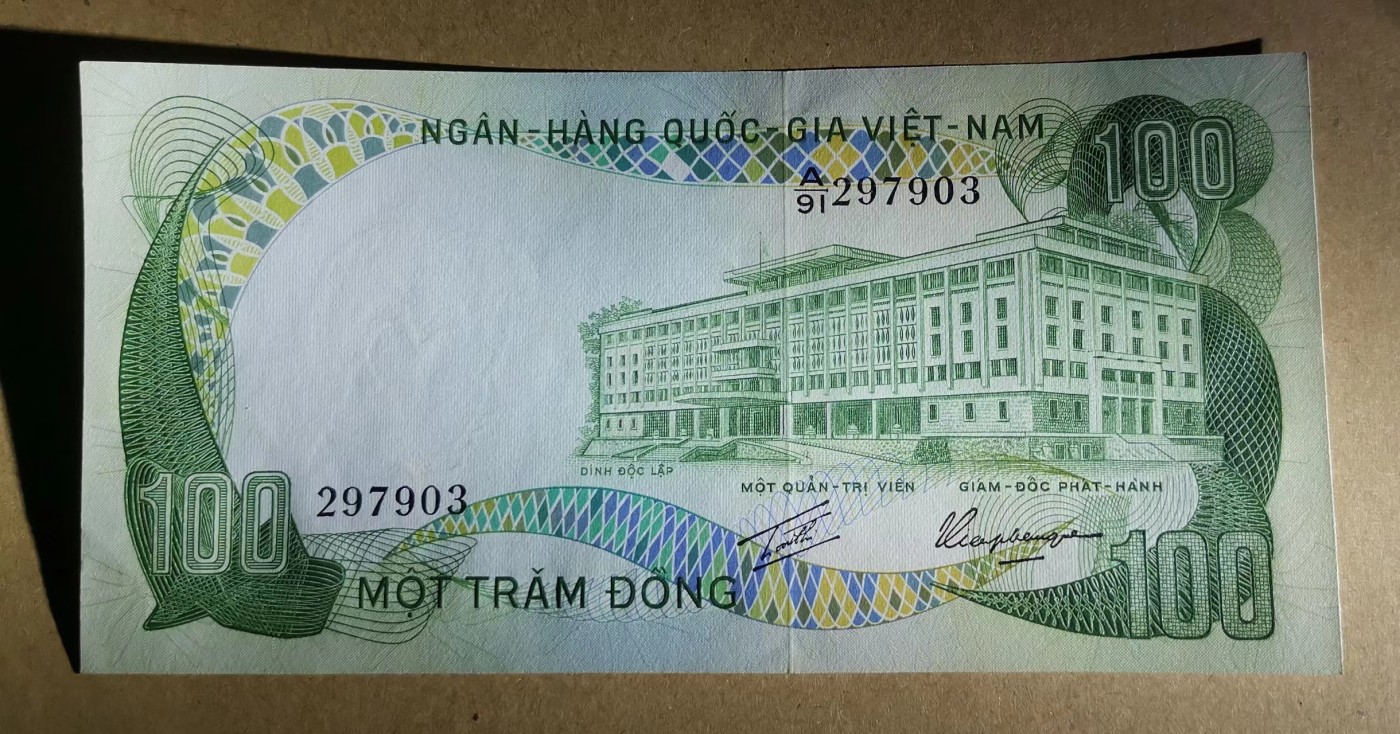 NGÂN-HÀNG QUỐC-GIA VIỆT-NAM
100
A
91 297903
DINH ĐỘC LẬP
MỘT QUẢN-TRỊ VIÊN
GIÁM-ĐỐC PHÁT-HÀNH
100
297903
MỘT TRĂM ĐỒNG
100